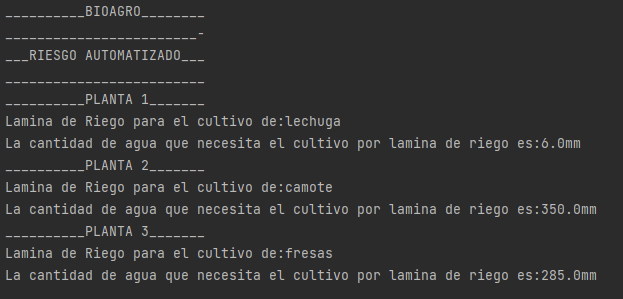 __________BIOAGRO________
________________________-
___RIESGO AUTOMATIZADO___
_________________________
__________PLANTA 1_______
Lamina de Riego para el cultivo de:lechuga
La cantidad de agua que necesita el cultivo por lamina de riego es:6.0mm
__________PLANTA 2_______
Lamina de Riego para el cultivo de:camote
La cantidad de agua que necesita el cultivo por lamina de riego es:350.0mm
__________PLANTA 3_______
Lamina de Riego para el cultivo de:fresas
La cantidad de agua que necesita el cultivo por lamina de riego es:285.0mm